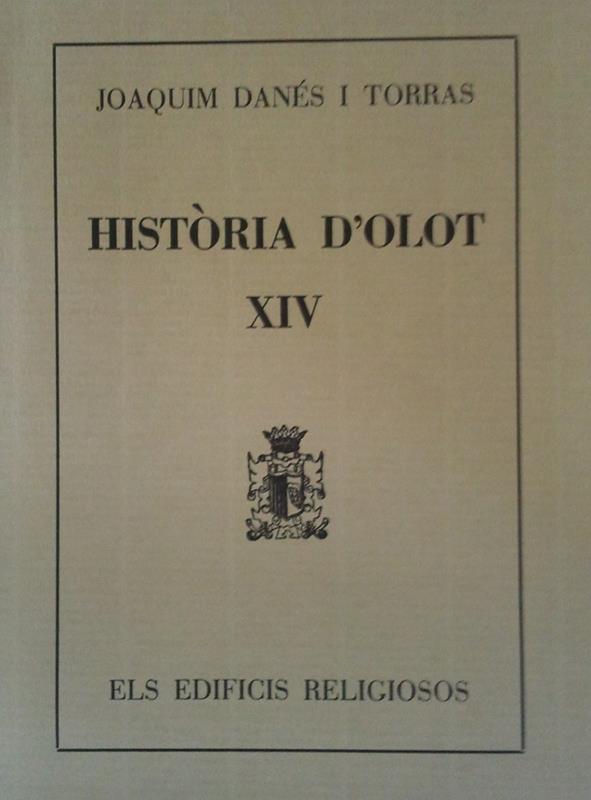 JOAQUIM DANÉS I TORRAS
HISTÒRIA D'OLOT
XIV
ELS EDIFICIS RELIGIOSOS